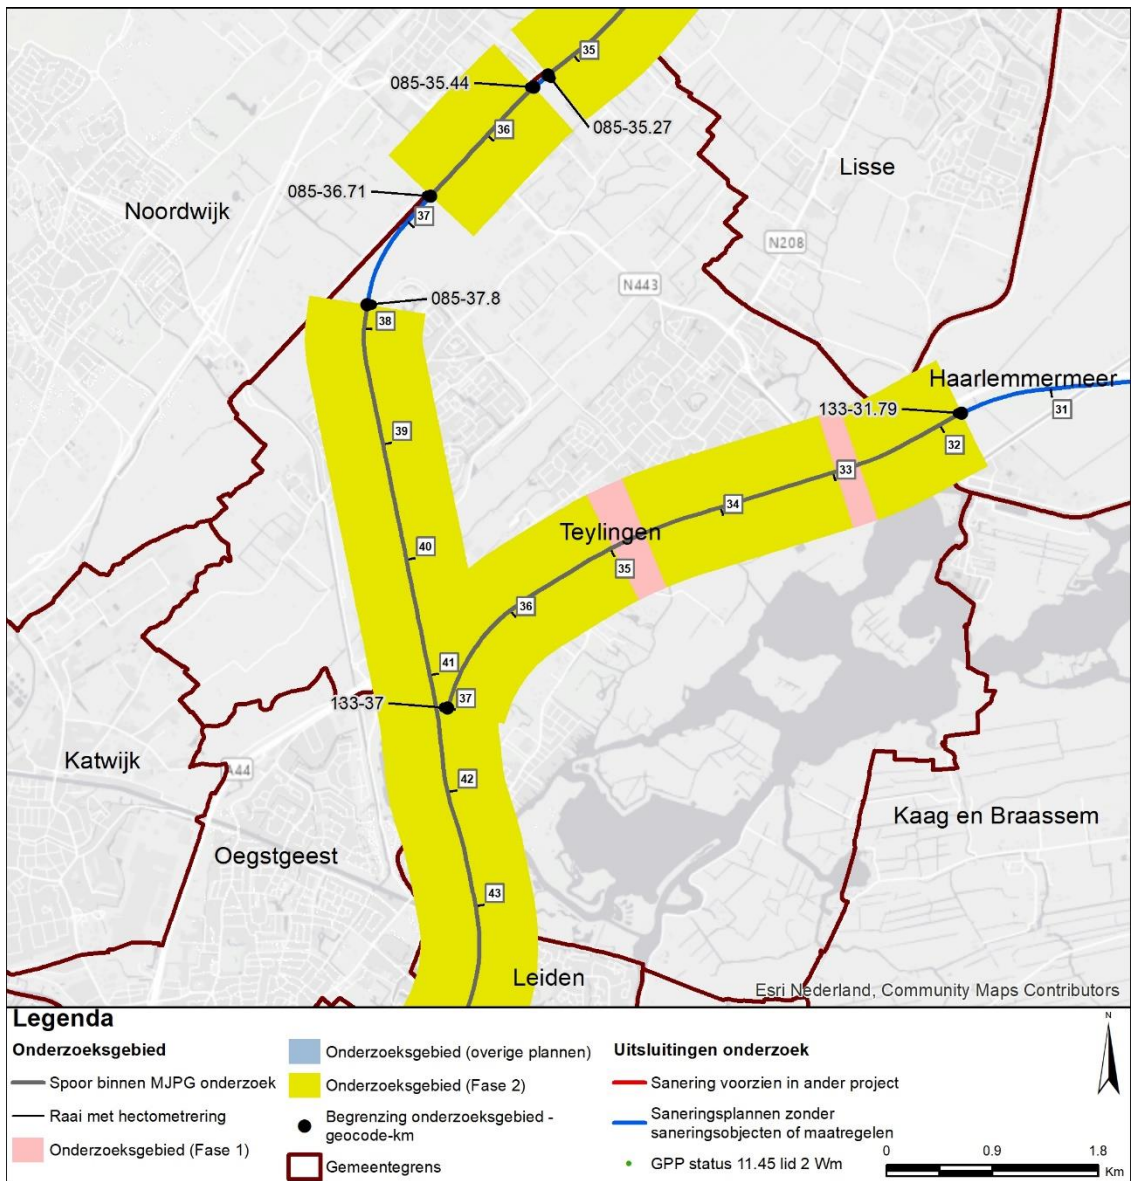 35
085-35.44
085-35.27
36
Lisse
085-36.71
Noordwijk
37
N208
N443
085-37.8
38
Haarlemmermeer
31
133-31.79
39
32
33
34
Teylingen
40
35
36
41
37
133-37
Katwijk
A44
42
Kaag en Braassem
Oegstgeest
43
Leiden
Esri Nederland, Community Maps Contributors
Legenda
Onderzoeksgebied
Spoor binnen MJPG onderzoek
Raai met hectometrering
Onderzoeksgebied (Fase 1)
Onderzoeksgebied (overige plannen)
Onderzoeksgebied (Fase 2)
Begrenzing onderzoeksgebied -
geocode-km
Gemeentegrens
Uitsluitingen onderzoek
Sanering voorzien in ander project
Saneringsplannen zonder
saneringsobjecten of maatregelen
GPP status 11.45 lid 2 Wm
N
0 0.9 1.8
Km